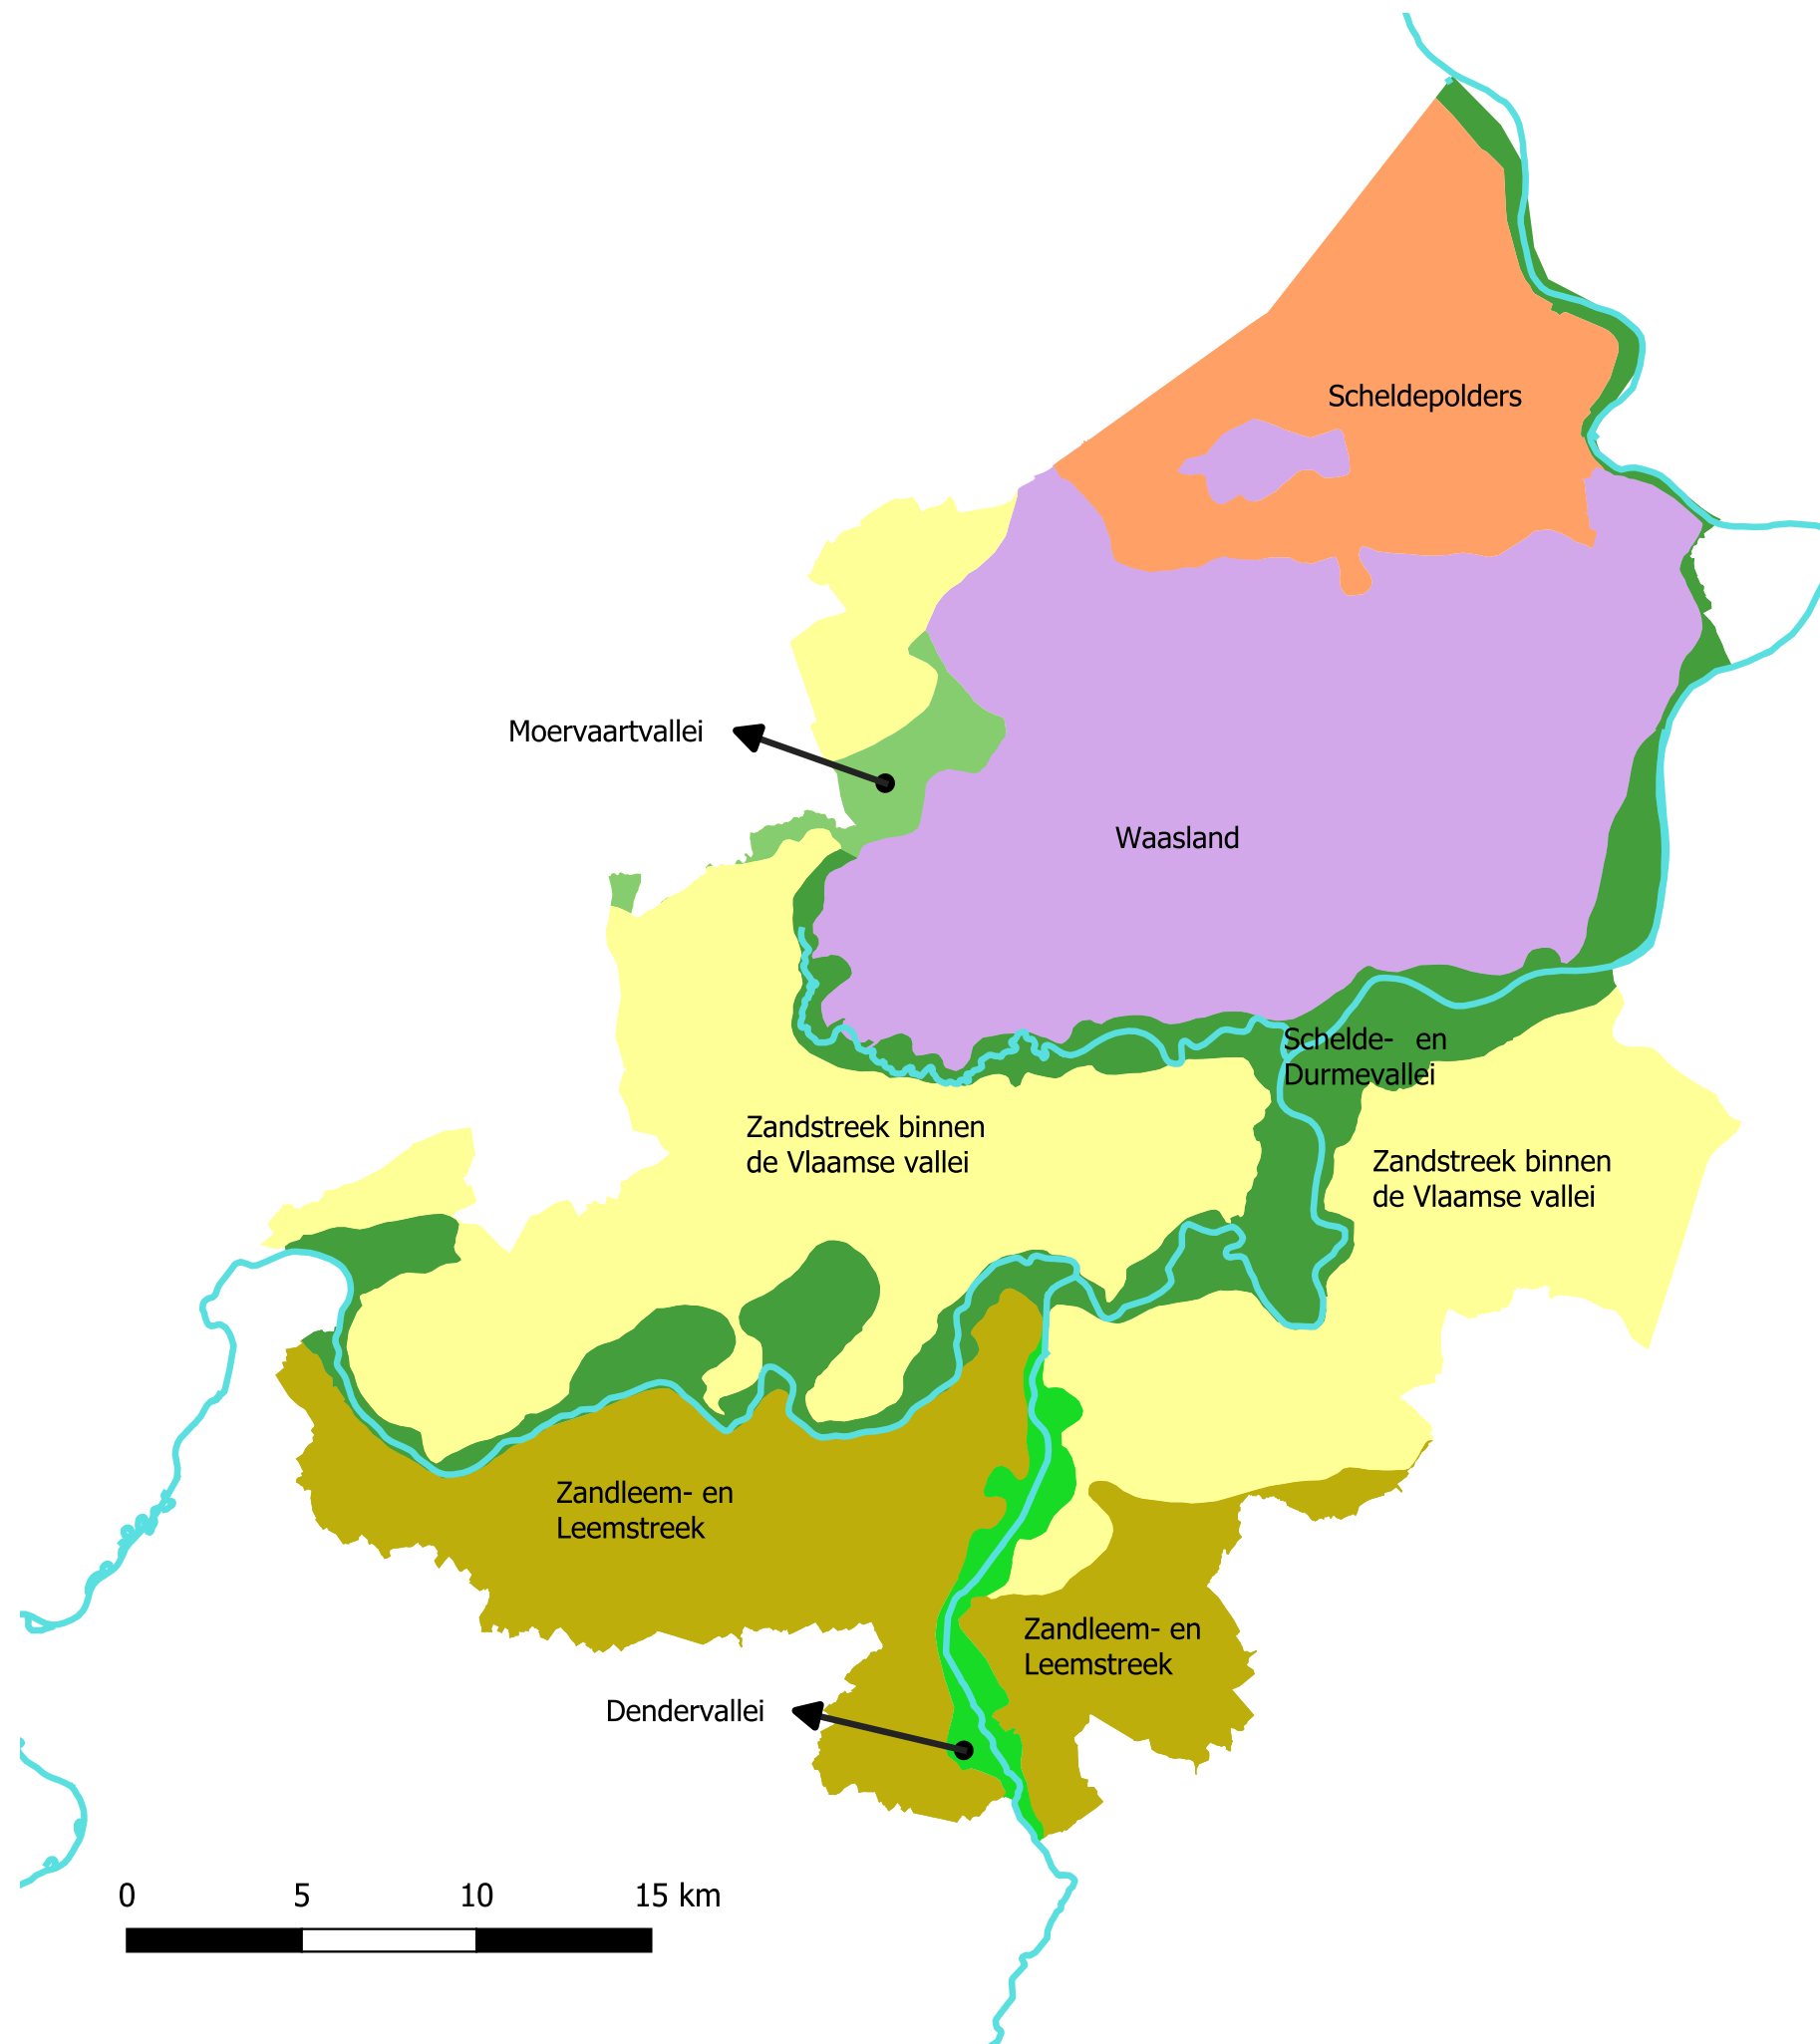 Scheldepolders
Moervaartvallei
Waasland
Schelde- en
Durmevallei
Zandstreek binnen
de Vlaamse vallei
Zandstreek binnen
de Vlaamse vallei
Zandleem- en
Leemstreek
Zandleem- en
Leemstreek
Dendervallei
0 5 10 15 km